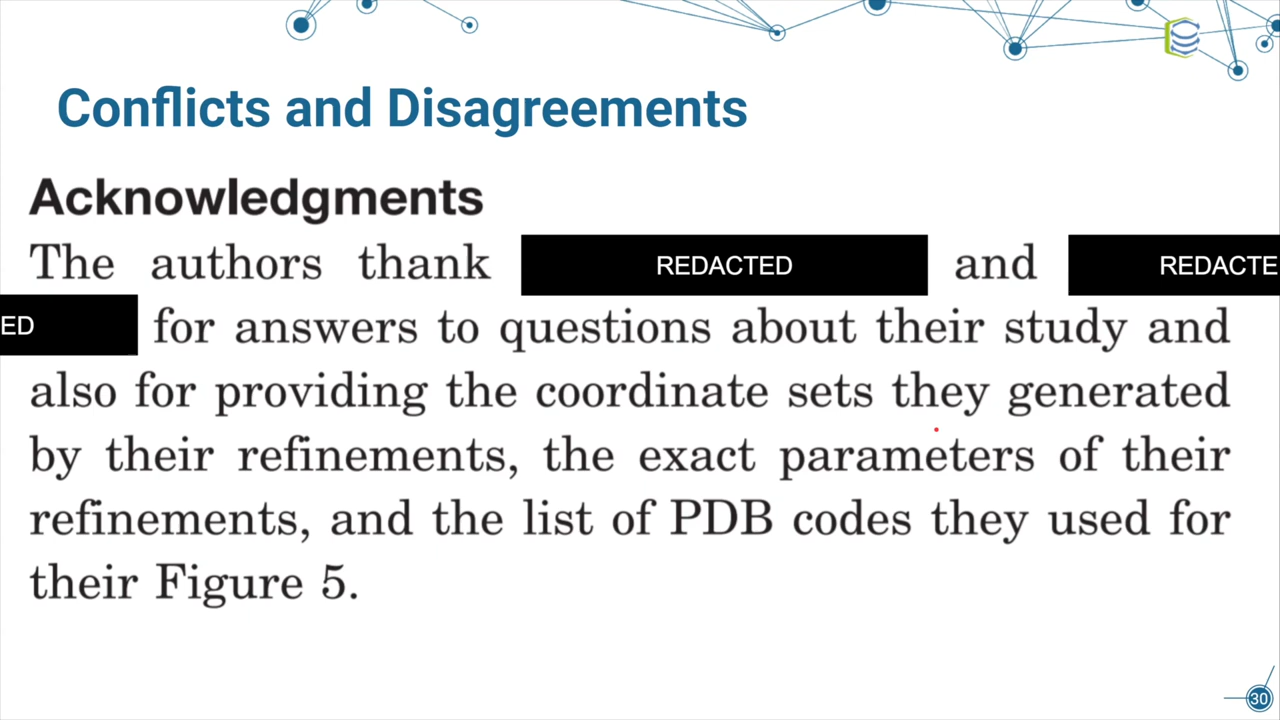 Conflicts and Disagreements
Acknowledgments
The authors thank REDACTED and REDACTE
ED for answers to questions about their study and
also for providing the coordinate sets they generated
by their refinements, the exact parameters of their
refinements, and the list of PDB codes they used for
their Figure 5.
30